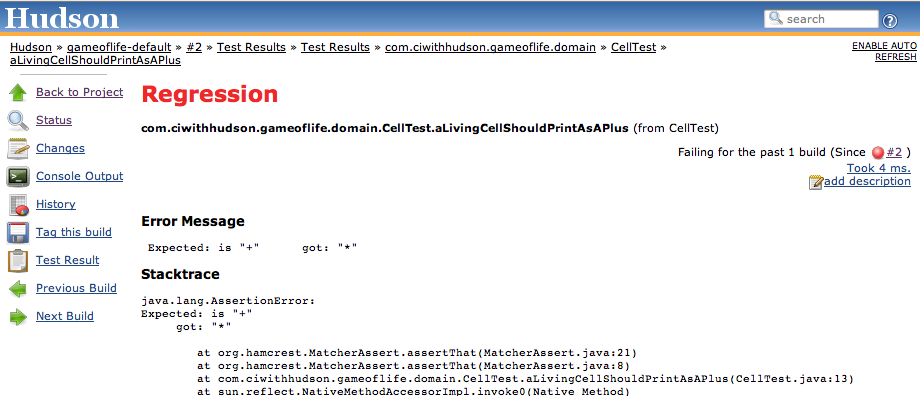 Hudson
search
Hudson » gameoflife-default » #2 » Test Results » Test Results » com.ciwithhudson.gameoflife.domain » CellTest »
aLivingCellShouldPrintAsAPlus
ENABLE AUTO
REFRESH
Back to Project
Status
Changes
Console Output
History
Tag this build
Test Result
Previous Build
Next Build
Regression
com.ciwithhudson.gameoflife.domain.CellTest.aLivingCellShouldPrintAsAPlus (from CellTest)
Failing for the past 1 build (Since #2 )
Took 4 ms.
add description
Error Message
Expected: is "+"      got: "*"
Stacktrace
java.lang.AssertionError:
Expected: is "+"
     got: "*"
at org.hamcrest.MatcherAssert.assertThat(MatcherAssert.java:21)
at org.hamcrest.MatcherAssert.assertThat(MatcherAssert.java:8)
at com.ciwithhudson.gameoflife.domain.CellTest.aLivingCellShouldPrintAsAPlus(CellTest.java:13)
at sun.reflect.NativeMethodAccessorImpl.invoke0(Native Method)